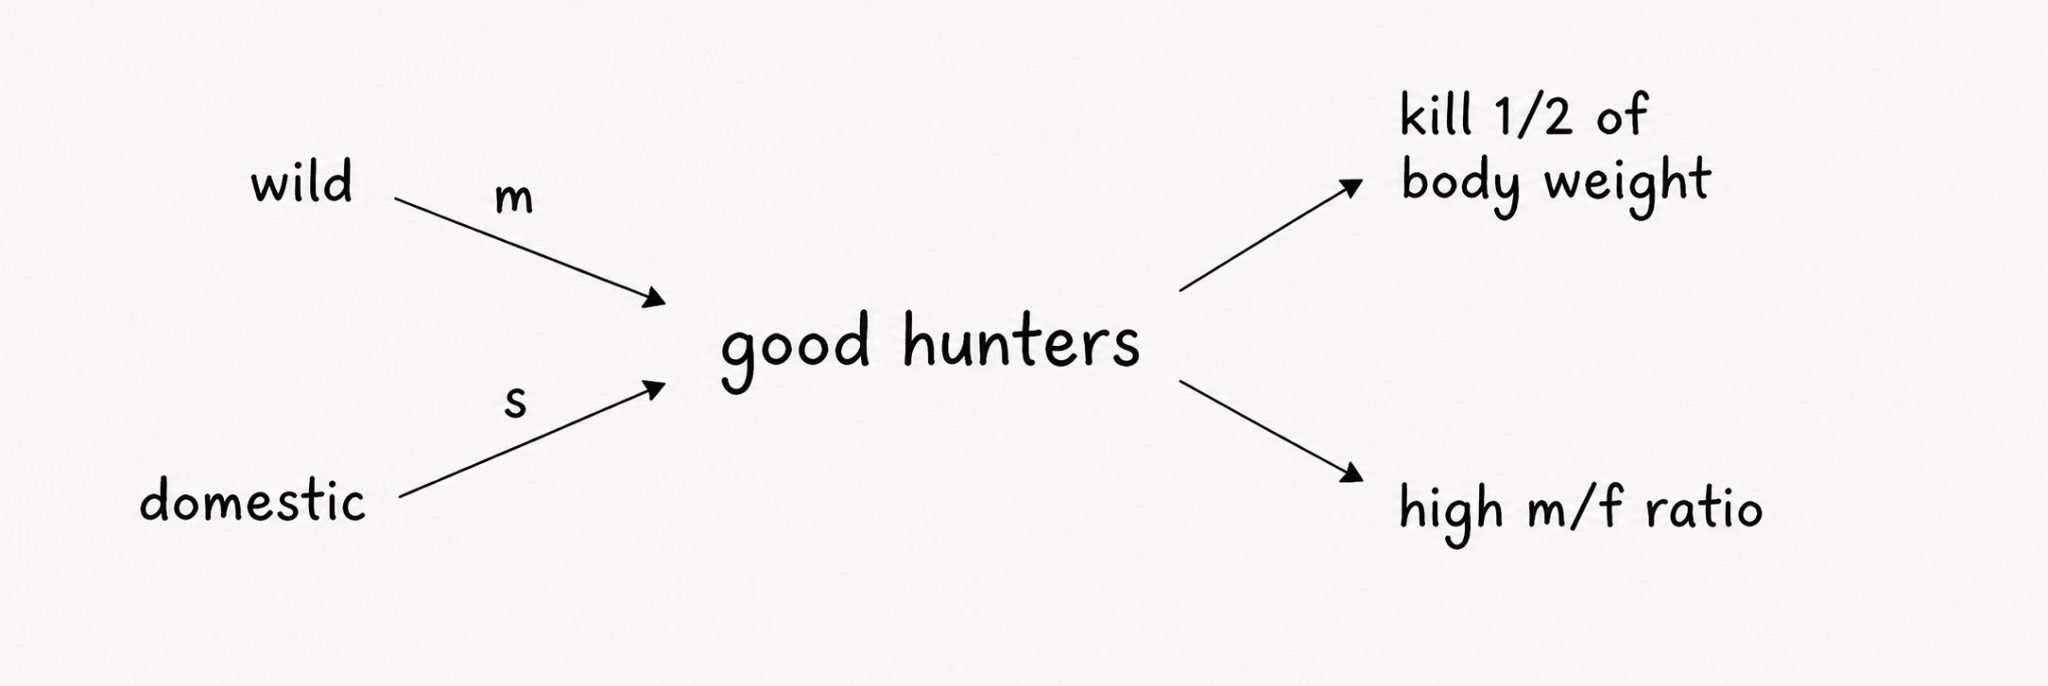 wild
m
good hunters
s
domestic
kill 1/2 of
body weight
high m/f ratio